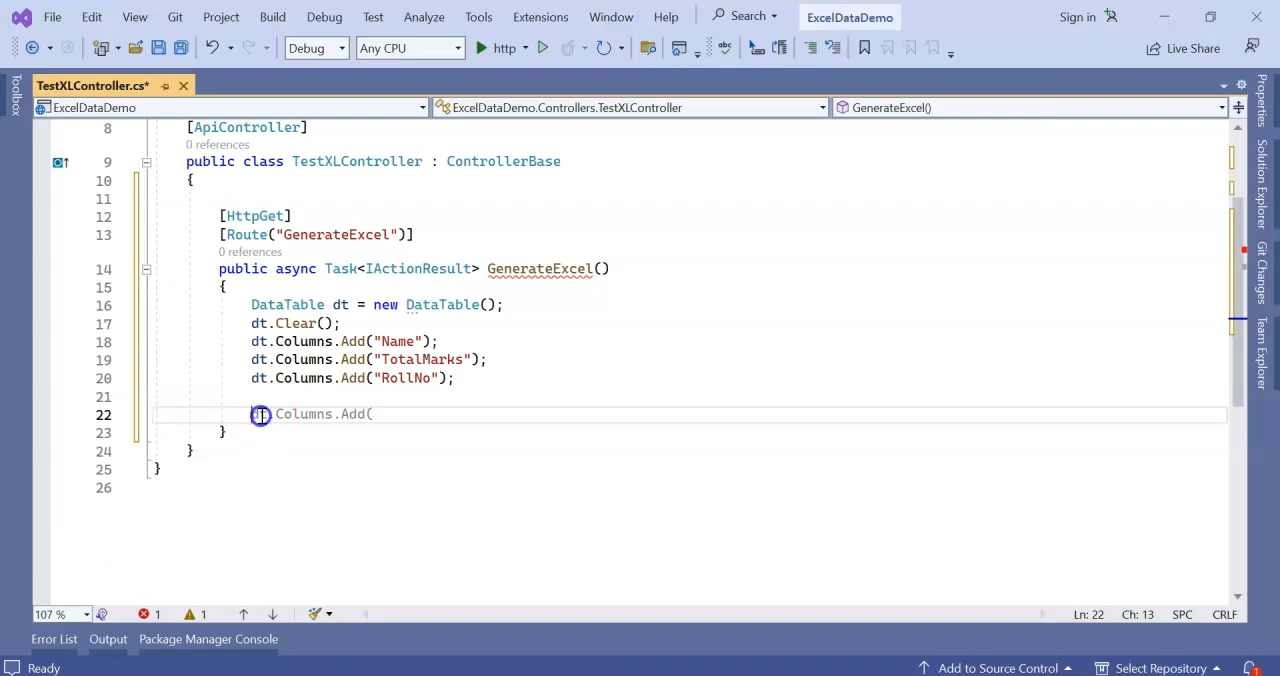 File Edit View Git Project Build Debug Test Analyze Tools Extensions Window Help Search ExcelDataDemo Sign in
Debug Any CPU http Live Share
TestXLController.cs*
ExcelDataDemo ExcelDataDemo.Controllers.TestXLController GenerateExcel()
8 [ApiController]
0 references
9 public class TestXLController : ControllerBase
10 {
11
12 [HttpGet]
13 [Route("GenerateExcel")]
0 references
14 public async Task<IActionResult> GenerateExcel()
15 {
16 DataTable dt = new DataTable();
17 dt.Clear();
18 dt.Columns.Add("Name");
19 dt.Columns.Add("TotalMarks");
20 dt.Columns.Add("RollNo");
21
22 dt.Columns.Add(
23 }
24 }
25 }
26
107 % 1 1 Ln: 22 Ch: 13 SPC CRLF
Error List Output Package Manager Console
Ready Add to Source Control Select Repository 1
Toolbox
Properties
Solution Explorer
Git Changes
Team Explorer